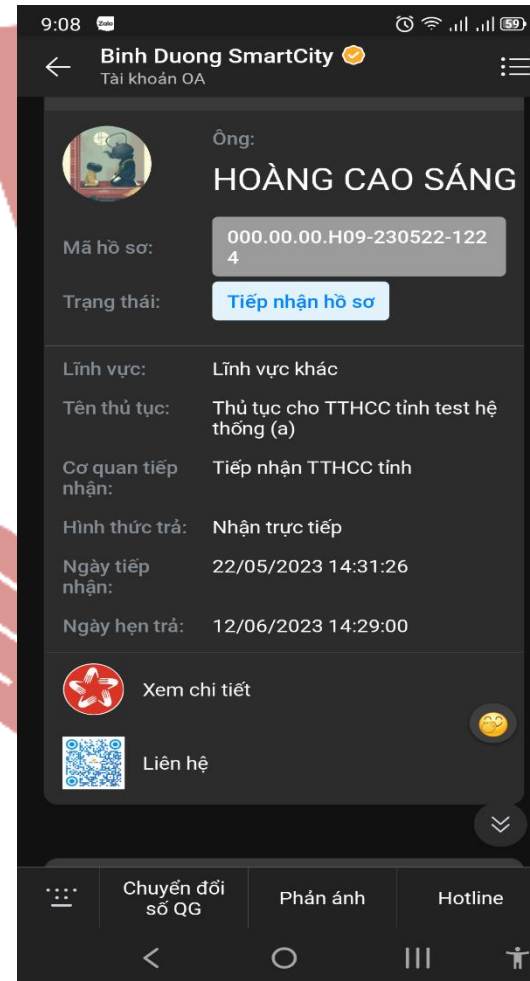 9:08 Zalo 59
Binh Duong SmartCity
Tài khoản OA
Ông:
HOÀNG CAO SÁNG
Mã hồ sơ: 000.00.00.H09-230522-122
4
Trạng thái: Tiếp nhận hồ sơ
Lĩnh vực: Lĩnh vực khác
Tên thủ tục: Thủ tục cho TTHCC tỉnh test hệ
thống (a)
Cơ quan tiếp Tiếp nhận TTHCC tỉnh
nhận:
Hình thức trả: Nhận trực tiếp
Ngày tiếp 22/05/2023 14:31:26
nhận:
Ngày hẹn trả: 12/06/2023 14:29:00
Xem chi tiết
Liên hệ
Chuyển đổi
số QG
Phản ánh
Hotline